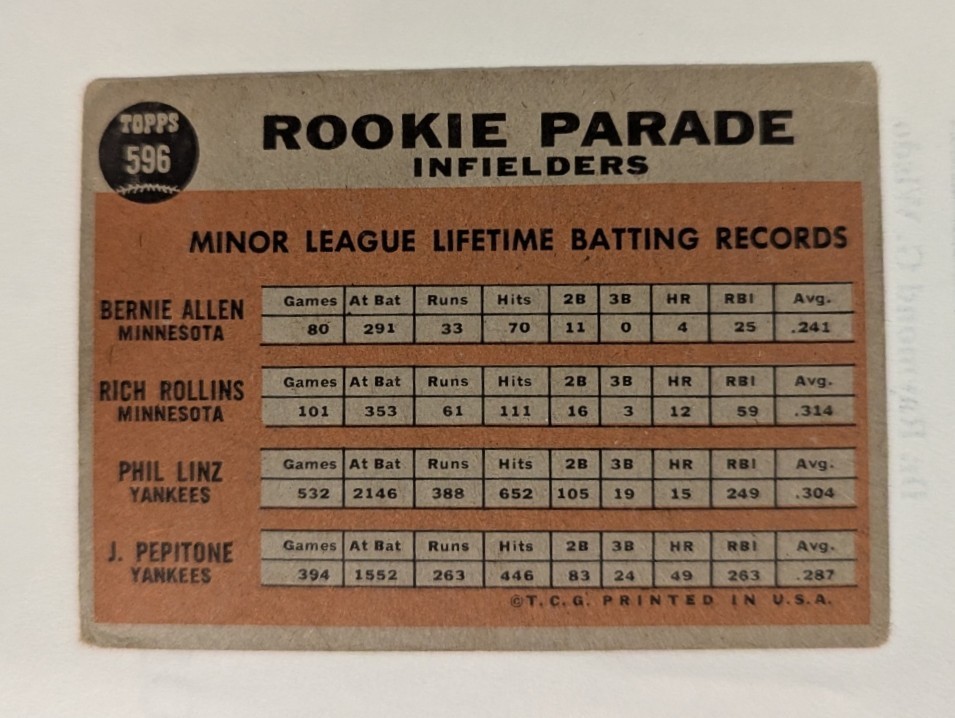 TOPPS
596
ROOKIE PARADE
INFIELDERS
MINOR LEAGUE LIFETIME BATTING RECORDS
BERNIE ALLEN
MINNESOTA
Games At Bat Runs Hits 2B 3B HR RBI Avg.
80 291 33 70 11 0 4 25 .241
RICH ROLLINS
MINNESOTA
Games At Bat Runs Hits 2B 3B HR RBI Avg.
101 353 61 111 16 3 12 59 .314
PHIL LINZ
YANKEES
Games At Bat Runs Hits 2B 3B HR RBI Avg.
532 2146 388 652 105 19 15 249 .304
J. PEPITONE
YANKEES
Games At Bat Runs Hits 2B 3B HR RBI Avg.
394 1552 263 446 83 24 49 263 .287
©T.C.G. PRINTED IN U.S.A.